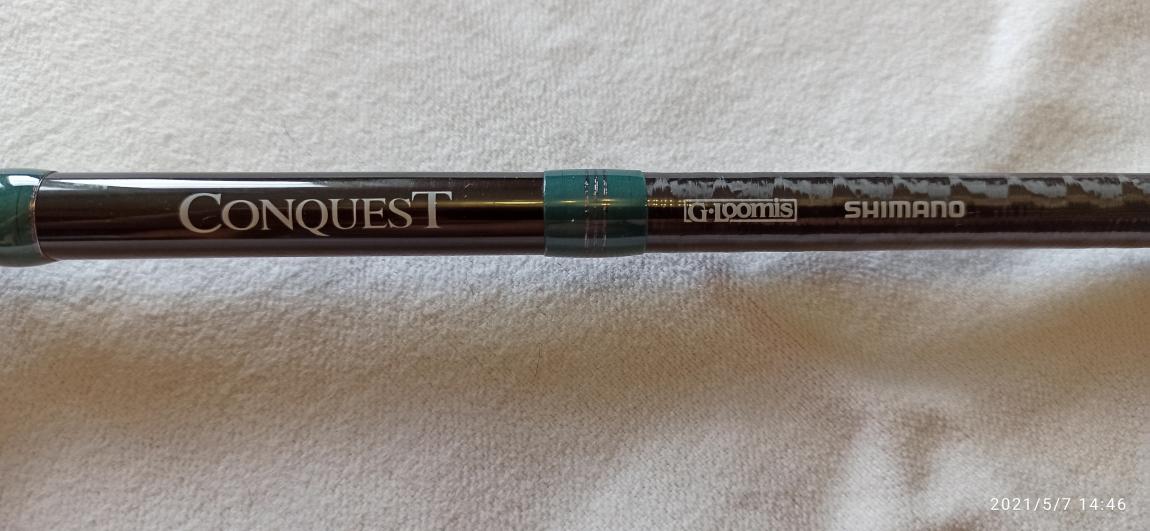 CONQUEST G·Loomis SHIMANO
2021/5/7 14:46